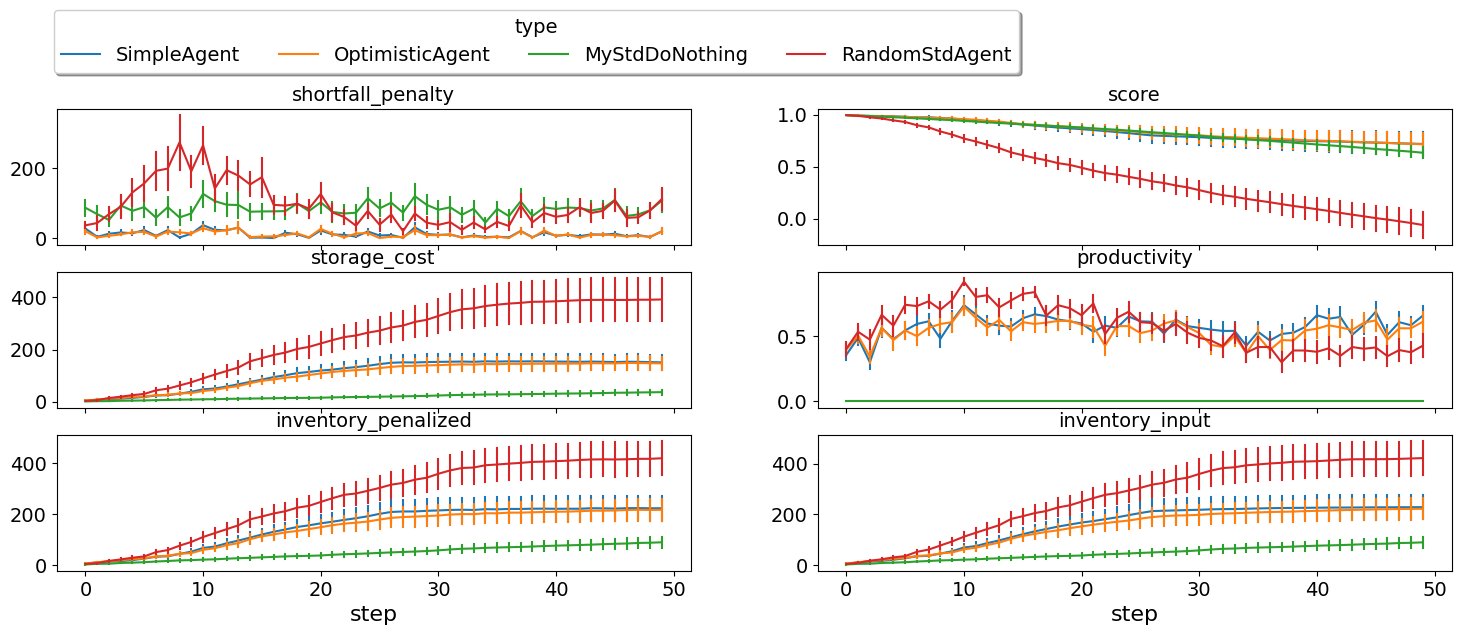 type
SimpleAgent OptimisticAgent MyStdDoNothing RandomStdAgent
shortfall_penalty
200
0
score
1.0
0.5
0.0
storage_cost
400
200
0
productivity
0.5
0.0
inventory_penalized
400
200
0
0 10 20 30 40 50
step
inventory_input
400
200
0
0 10 20 30 40 50
step